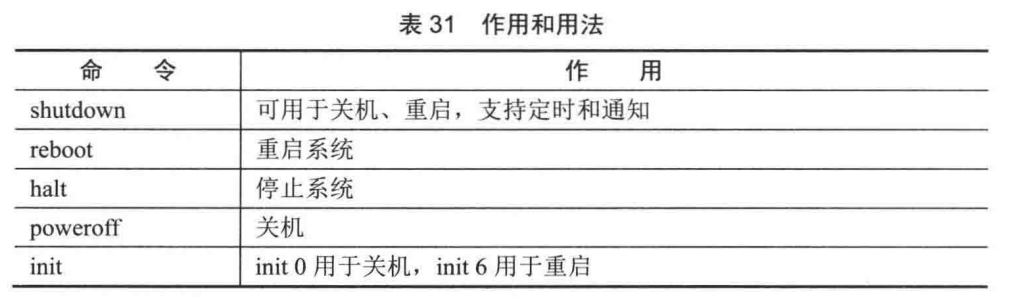 表 31 作用和用法
命 令 作 用
shutdown 可用于关机、重启，支持定时和通知
reboot 重启系统
halt 停止系统
poweroff 关机
init init 0 用于关机，init 6 用于重启